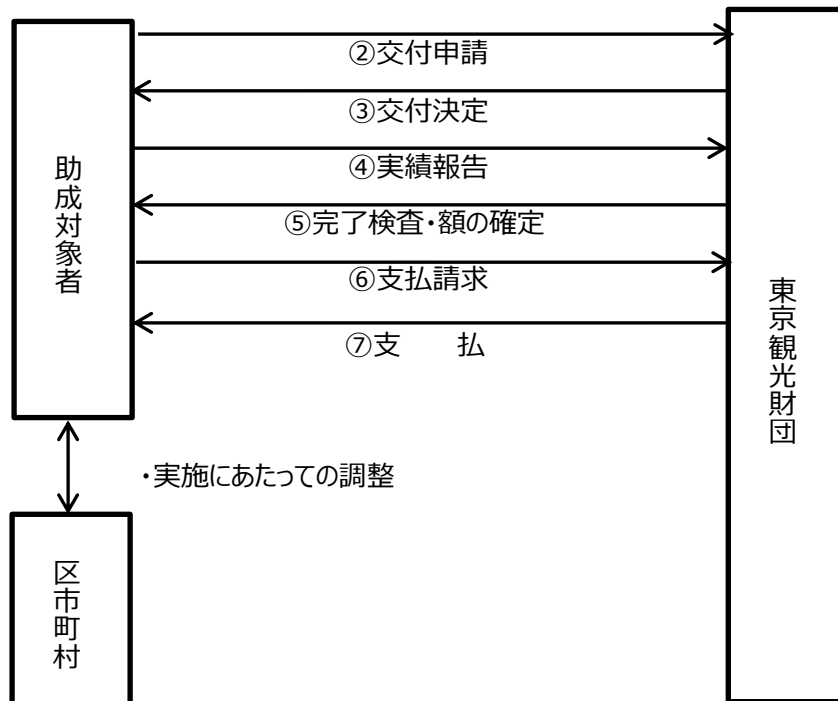 ②交付申請
③交付決定
④実績報告
⑤完了検査・額の確定
⑥支払請求
⑦支　　払
助成対象者
東京観光財団
・実施にあたっての調整
区市町村